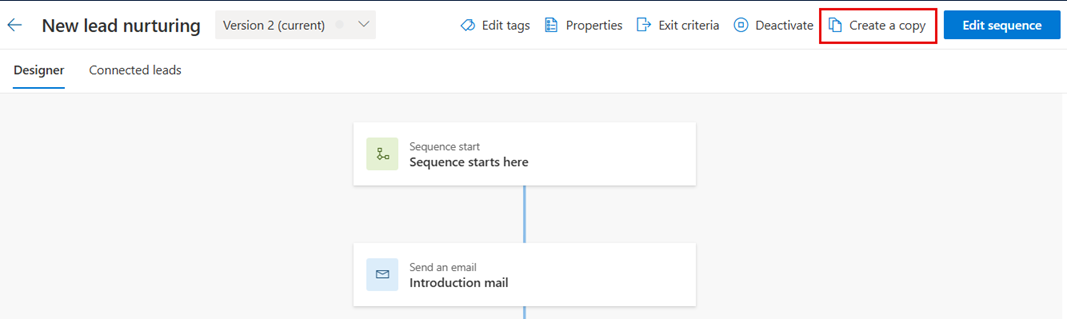 New lead nurturing Version 2 (current) Edit tags Properties Exit criteria Deactivate Create a copy Edit sequence
Designer Connected leads
Sequence start
Sequence starts here
Send an email
Introduction mail